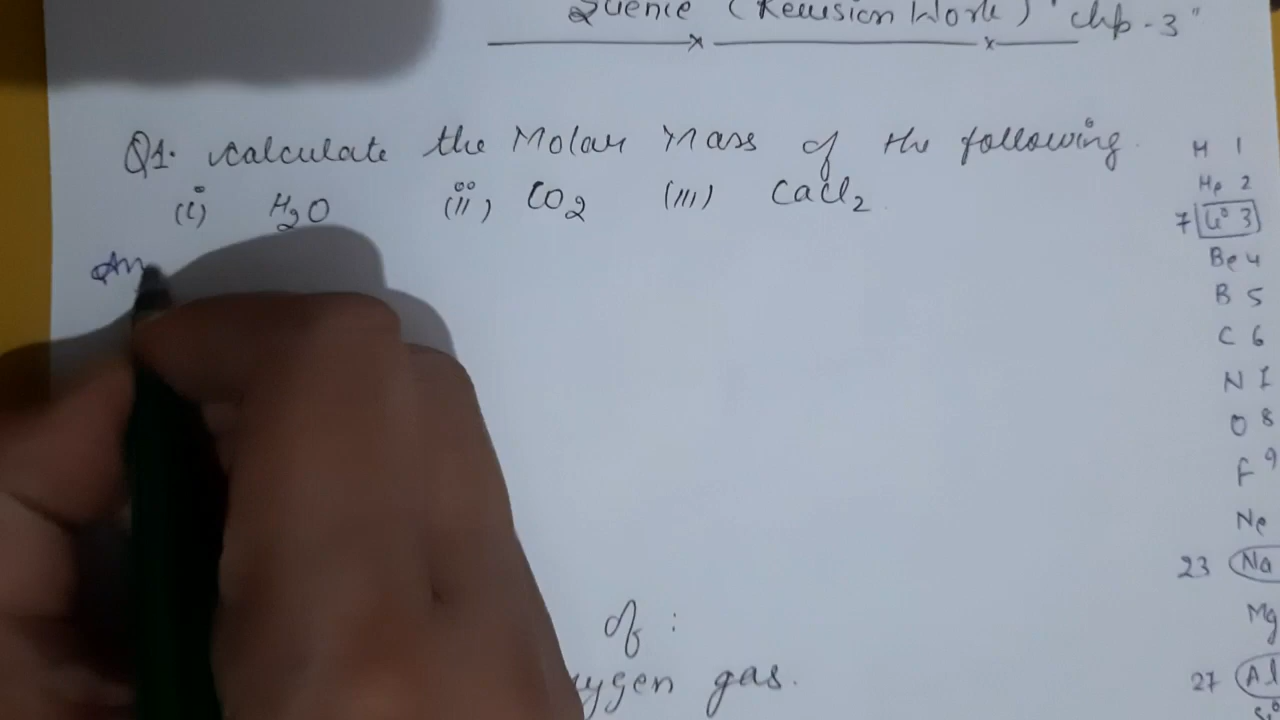 Science (Revision Work) "Chp-3"
Q1. Calculate the Molar Mass of the following.
(i) H2O (ii) CO2 (iii) CaCl2
Ans
of :
gas.
H 1
He 2
7 Li 3
Be 4
B 5
C 6
N 7
O 8
F 9
Ne
23 Na
Mg
27 Al
Si